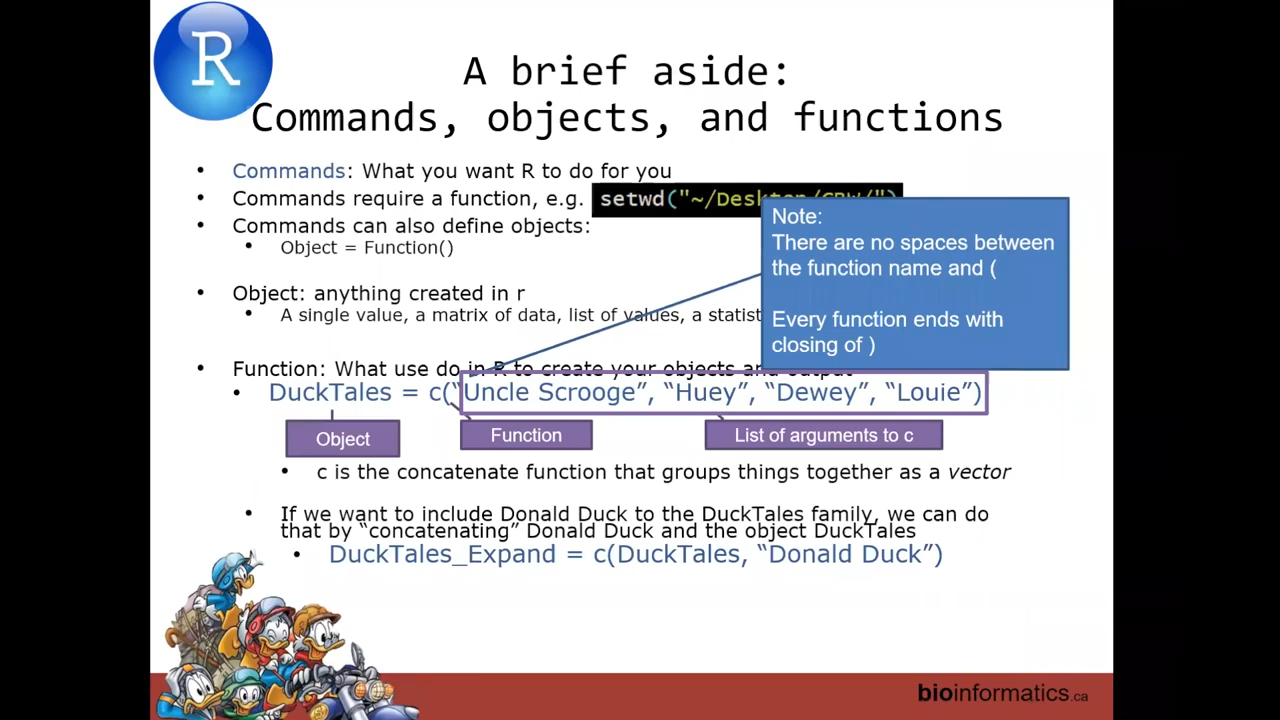 R
A brief aside:
Commands, objects, and functions
• Commands: What you want R to do for you
• Commands require a function, e.g. setwd("~/Desktop/CBW/")
• Commands can also define objects:
• Object = Function()
• Object: anything created in r
• A single value, a matrix of data, list of values, a statist
• Function: What use do in R to create your objects and output
• DuckTales = c(“Uncle Scrooge”, “Huey”, “Dewey”, “Louie”)
Object
Function
List of arguments to c
Note:
There are no spaces between
the function name and (
Every function ends with
closing of )
• c is the concatenate function that groups things together as a vector
• If we want to include Donald Duck to the DuckTales family, we can do
that by “concatenating” Donald Duck and the object DuckTales
• DuckTales_Expand = c(DuckTales, “Donald Duck”)
bioinformatics.ca